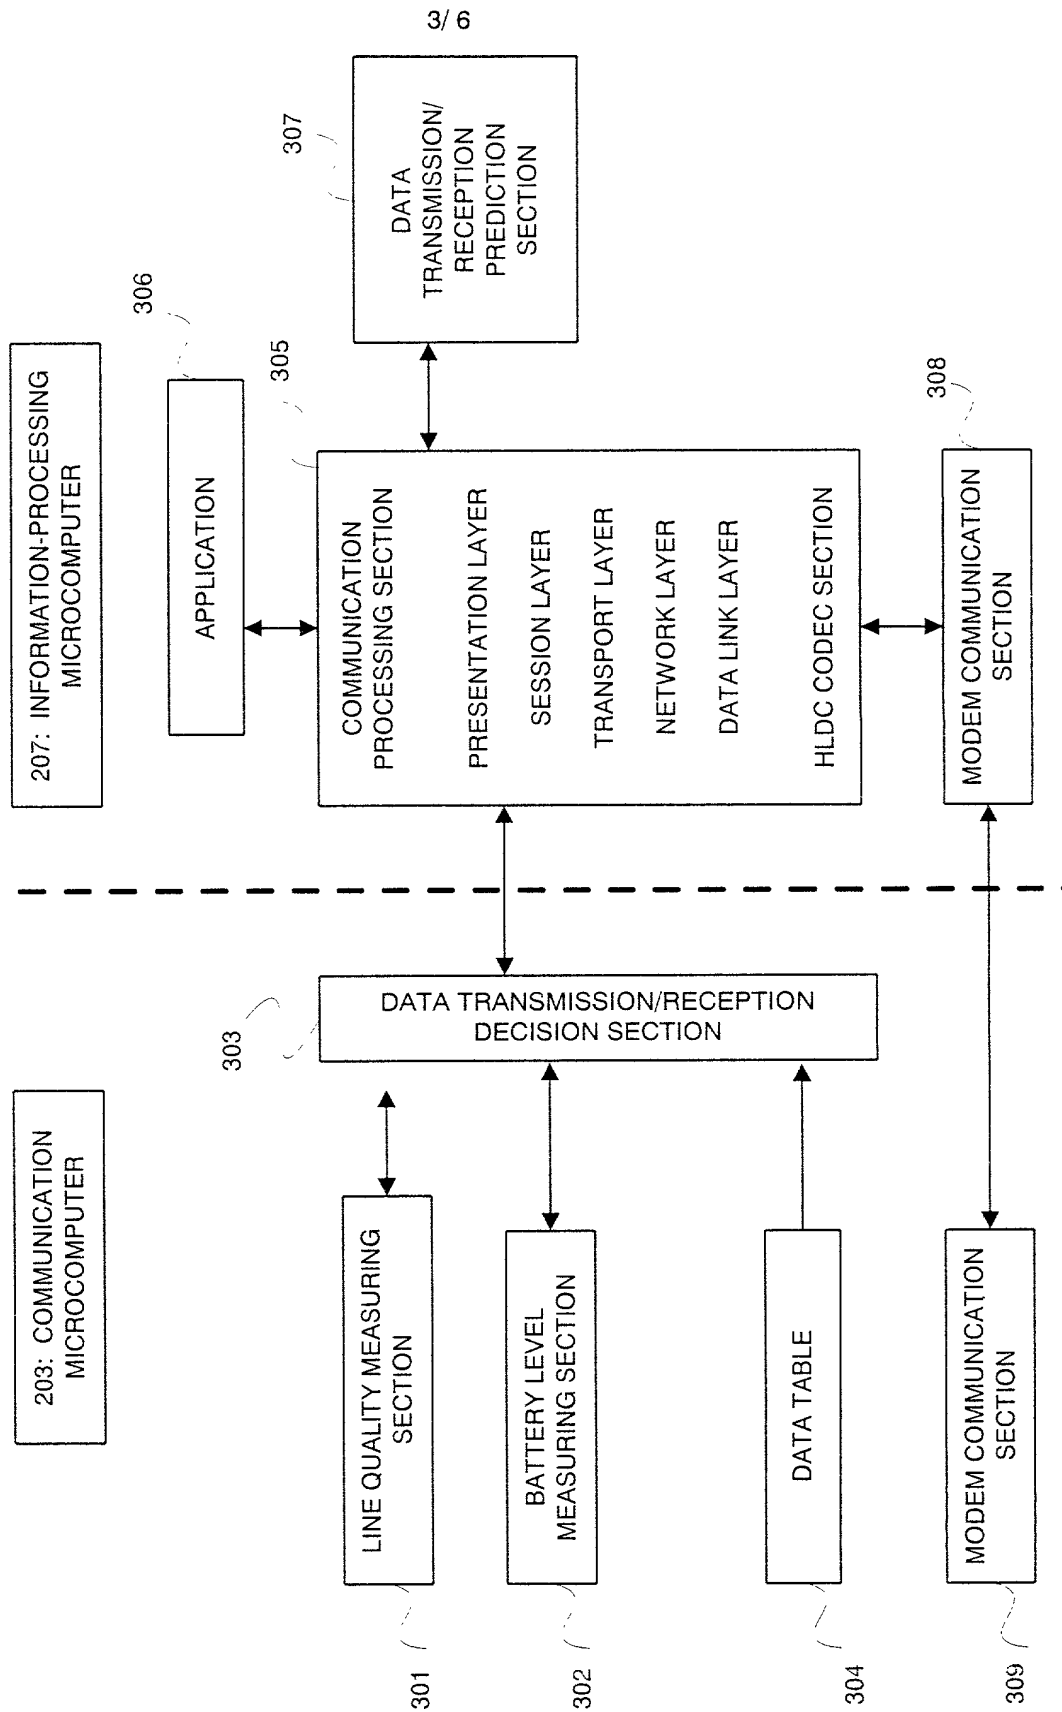 3/ 6
203: COMMUNICATION
MICROCOMPUTER
207: INFORMATION-PROCESSING
MICROCOMPUTER
301
LINE QUALITY MEASURING
SECTION
302
BATTERY LEVEL
MEASURING SECTION
304
DATA TABLE
309
MODEM COMMUNICATION
SECTION
303
DATA TRANSMISSION/RECEPTION
DECISION SECTION
306
APPLICATION
305
COMMUNICATION
PROCESSING SECTION
PRESENTATION LAYER
SESSION LAYER
TRANSPORT LAYER
NETWORK LAYER
DATA LINK LAYER
HLDC CODEC SECTION
307
DATA
TRANSMISSION/
RECEPTION
PREDICTION
SECTION
308
MODEM COMMUNICATION
SECTION